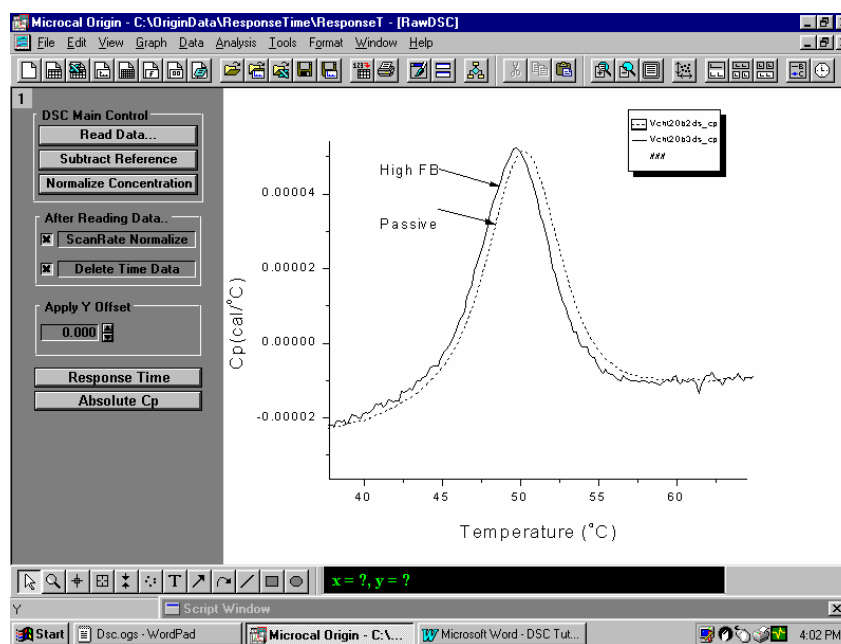 Microcal Origin - C:\OriginData\ResponseTime\ResponseT - [RawDSC]
File Edit View Graph Data Analysis Tools Format Window Help
1
DSC Main Control
Read Data...
Subtract Reference
Normalize Concentration
After Reading Data..
ScanRate Normalize
Delete Time Data
Apply Y Offset
0.000
Response Time
Absolute Cp
Vcht20b2ds_cp
Vcht20b3ds_cp
###
High FB
Passive
0.00004
0.00002
0.00000
-0.00002
Cp(cal/°C)
40 45 50 55 60
Temperature (°C)
T
x = ?, y = ?
Y
Script Window
Start Dsc.ogs - WordPad Microcal Origin - C:\... Microsoft Word - DSC Tut... 4:02 PM